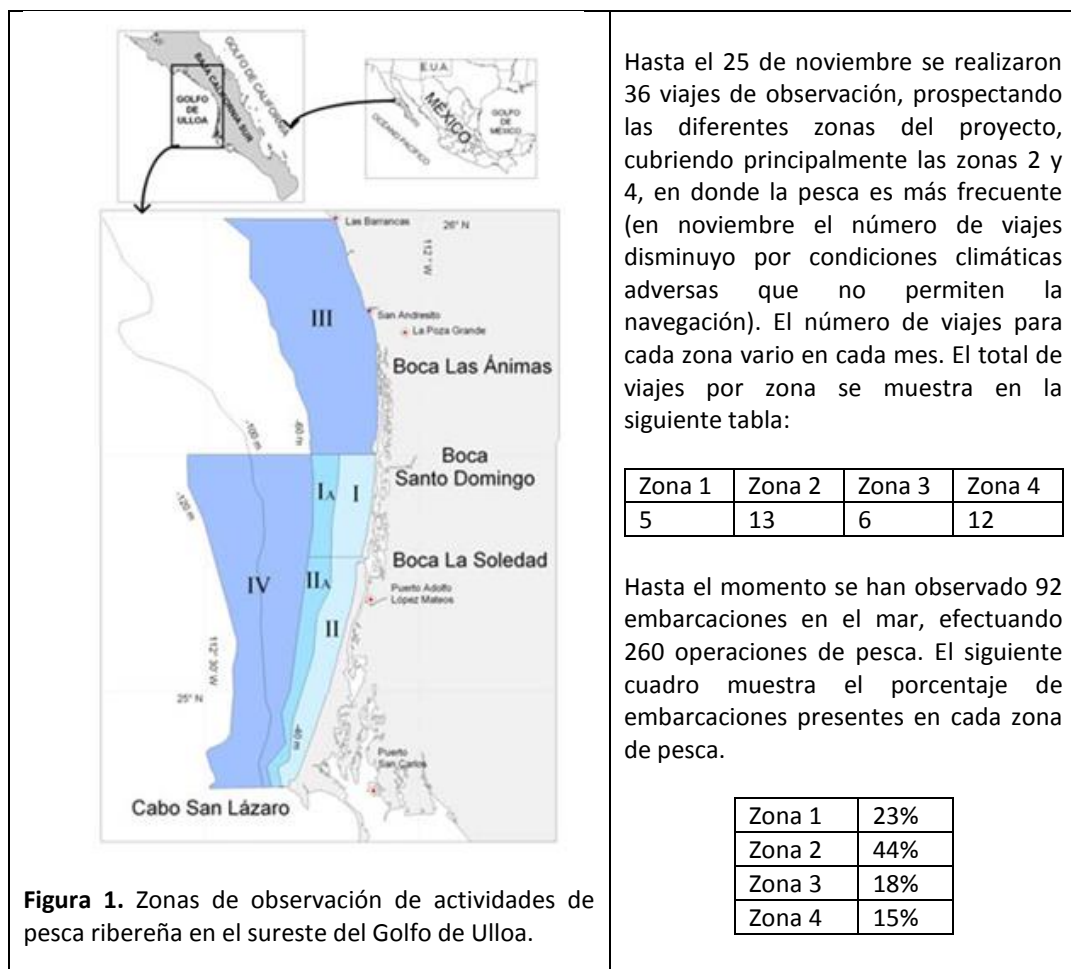 GOLFO DE CALIFORNIA
BAJA CALIFORNIA SUR
GOLFO
DE
ULLOA
E.U.A.
MÉXICO
GOLFO
DE
MEXICO
OCEANO PACIFICO
Las Barrancas
26° N
112° W
III
San Andresito
La Poza Grande
Boca Las Ánimas
-100 m
-60 m
Boca
Santo Domingo
-120 m
IA
I
Boca La Soledad
IV
IIA
Puerto Adolfo
López Mateos
II
112° 30' W
25° N
-40 m
Puerto
San Carlos
Cabo San Lázaro
Figura 1. Zonas de observación de actividades de
pesca ribereña en el sureste del Golfo de Ulloa.
Hasta el 25 de noviembre se realizaron
36 viajes de observación, prospectando
las diferentes zonas del proyecto,
cubriendo principalmente las zonas 2 y
4, en donde la pesca es más frecuente
(en noviembre el número de viajes
disminuyo por condiciones climáticas
adversas que no permiten la
navegación). El número de viajes para
cada zona vario en cada mes. El total de
viajes por zona se muestra en la
siguiente tabla:
Zona 1 Zona 2 Zona 3 Zona 4
5 13 6 12
Hasta el momento se han observado 92
embarcaciones en el mar, efectuando
260 operaciones de pesca. El siguiente
cuadro muestra el porcentaje de
embarcaciones presentes en cada zona
de pesca.
Zona 1 23%
Zona 2 44%
Zona 3 18%
Zona 4 15%